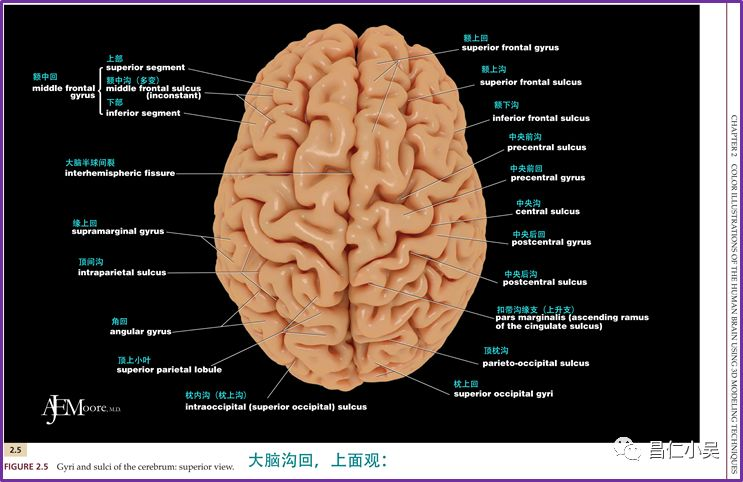 上部
superior segment
额中回
middle frontal
gyrus
额中沟（多变）
middle frontal sulcus
(inconstant)
下部
inferior segment
大脑半球间裂
interhemispheric fissure
缘上回
supramarginal gyrus
顶间沟
intraparietal sulcus
角回
angular gyrus
顶上小叶
superior parietal lobule
枕内沟（枕上沟）
intraoccipital (superior occipital) sulcus
额上回
superior frontal gyrus
额上沟
superior frontal sulcus
额下沟
inferior frontal sulcus
中央前沟
precentral sulcus
中央前回
precentral gyrus
中央沟
central sulcus
中央后回
postcentral gyrus
中央后沟
postcentral sulcus
扣带沟缘支（上升支）
pars marginalis (ascending ramus
of the cingulate sulcus)
顶枕沟
parieto-occipital sulcus
枕上回
superior occipital gyri
AJEMoore, M.D.
CHAPTER 2 COLOR ILLUSTRATIONS OF THE HUMAN BRAIN USING 3D MODELING TECHNIQUES
2.5
FIGURE 2.5 Gyri and sulci of the cerebrum: superior view.
大脑沟回，上面观：
昌仁小吴